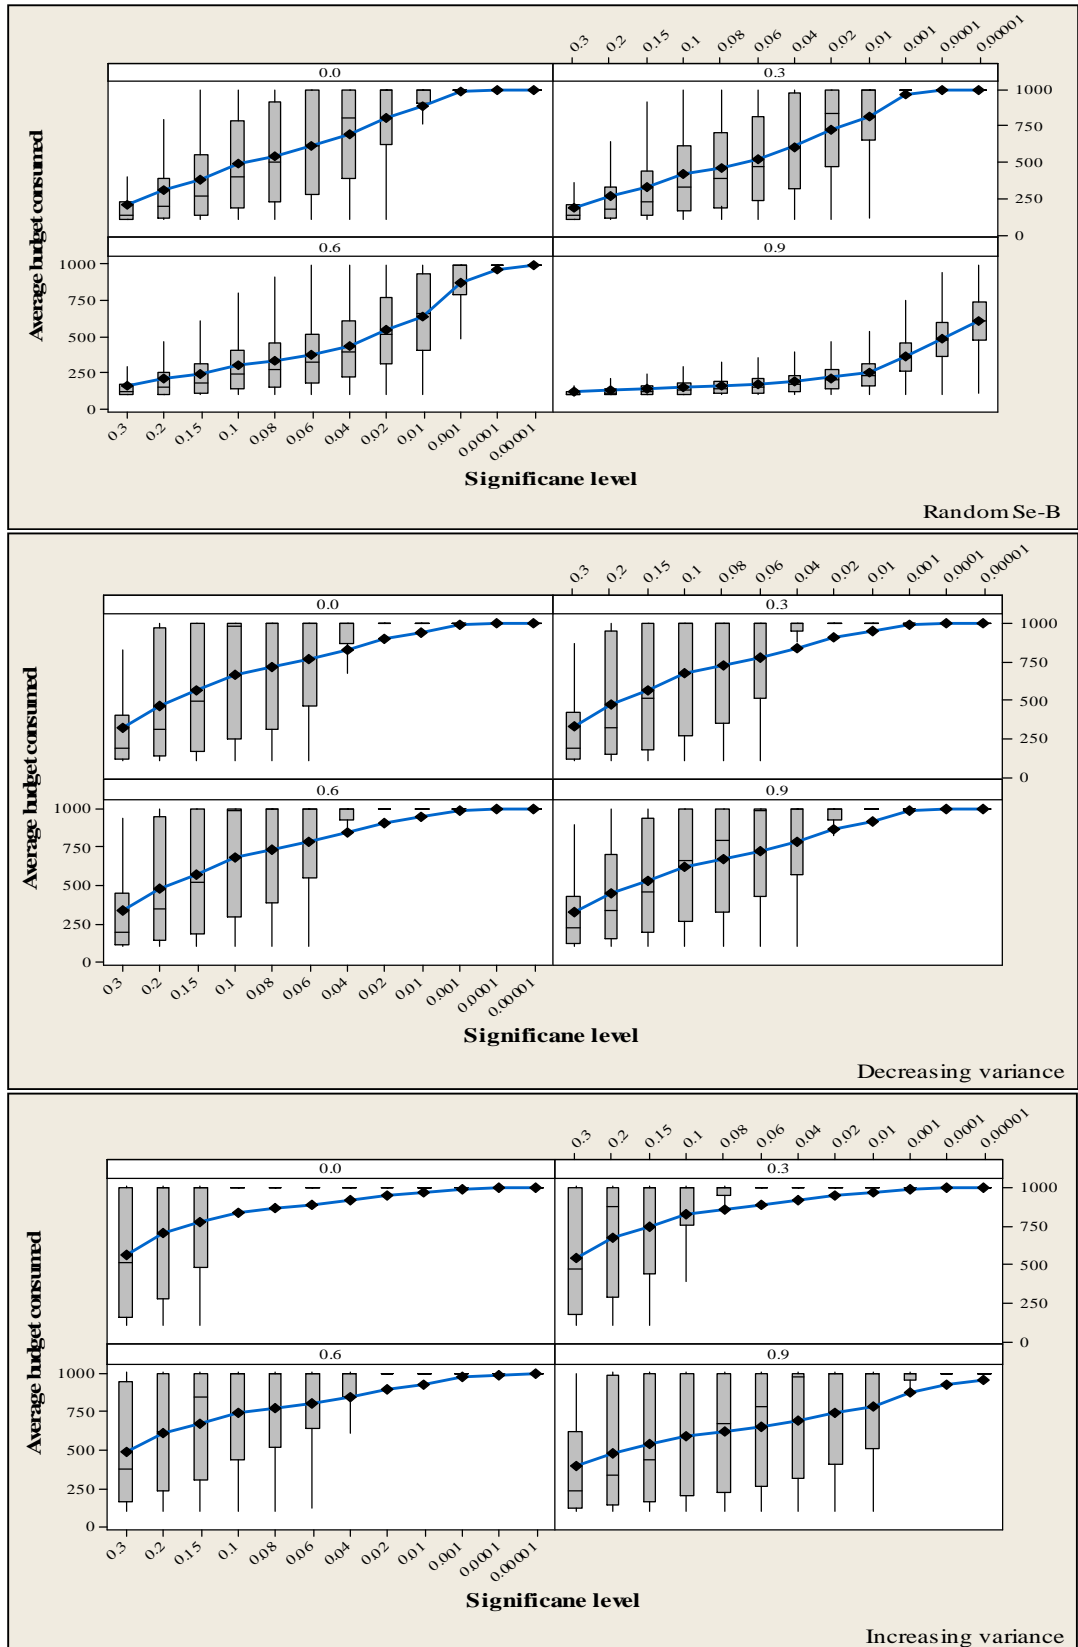 0.3 0.2 0.15 0.1 0.08 0.06 0.04 0.02 0.01 0.001 0.0001 0.00001
0.0 0.3
1000
750
500
250
0
0.6 0.9
1000
750
500
250
0
Average budget consumed
0.3 0.2 0.15 0.1 0.08 0.06 0.04 0.02 0.01 0.001 0.0001 0.00001
Significane level
Random Se-B
0.3 0.2 0.15 0.1 0.08 0.06 0.04 0.02 0.01 0.001 0.0001 0.00001
0.0 0.3
1000
750
500
250
0
0.6 0.9
1000
750
500
250
0
Average budget consumed
0.3 0.2 0.15 0.1 0.08 0.06 0.04 0.02 0.01 0.001 0.0001 0.00001
Significane level
Decreasing variance
0.3 0.2 0.15 0.1 0.08 0.06 0.04 0.02 0.01 0.001 0.0001 0.00001
0.0 0.3
1000
750
500
250
0
0.6 0.9
1000
750
500
250
0
Average budget consumed
0.3 0.2 0.15 0.1 0.08 0.06 0.04 0.02 0.01 0.001 0.0001 0.00001
Significane level
Increasing variance